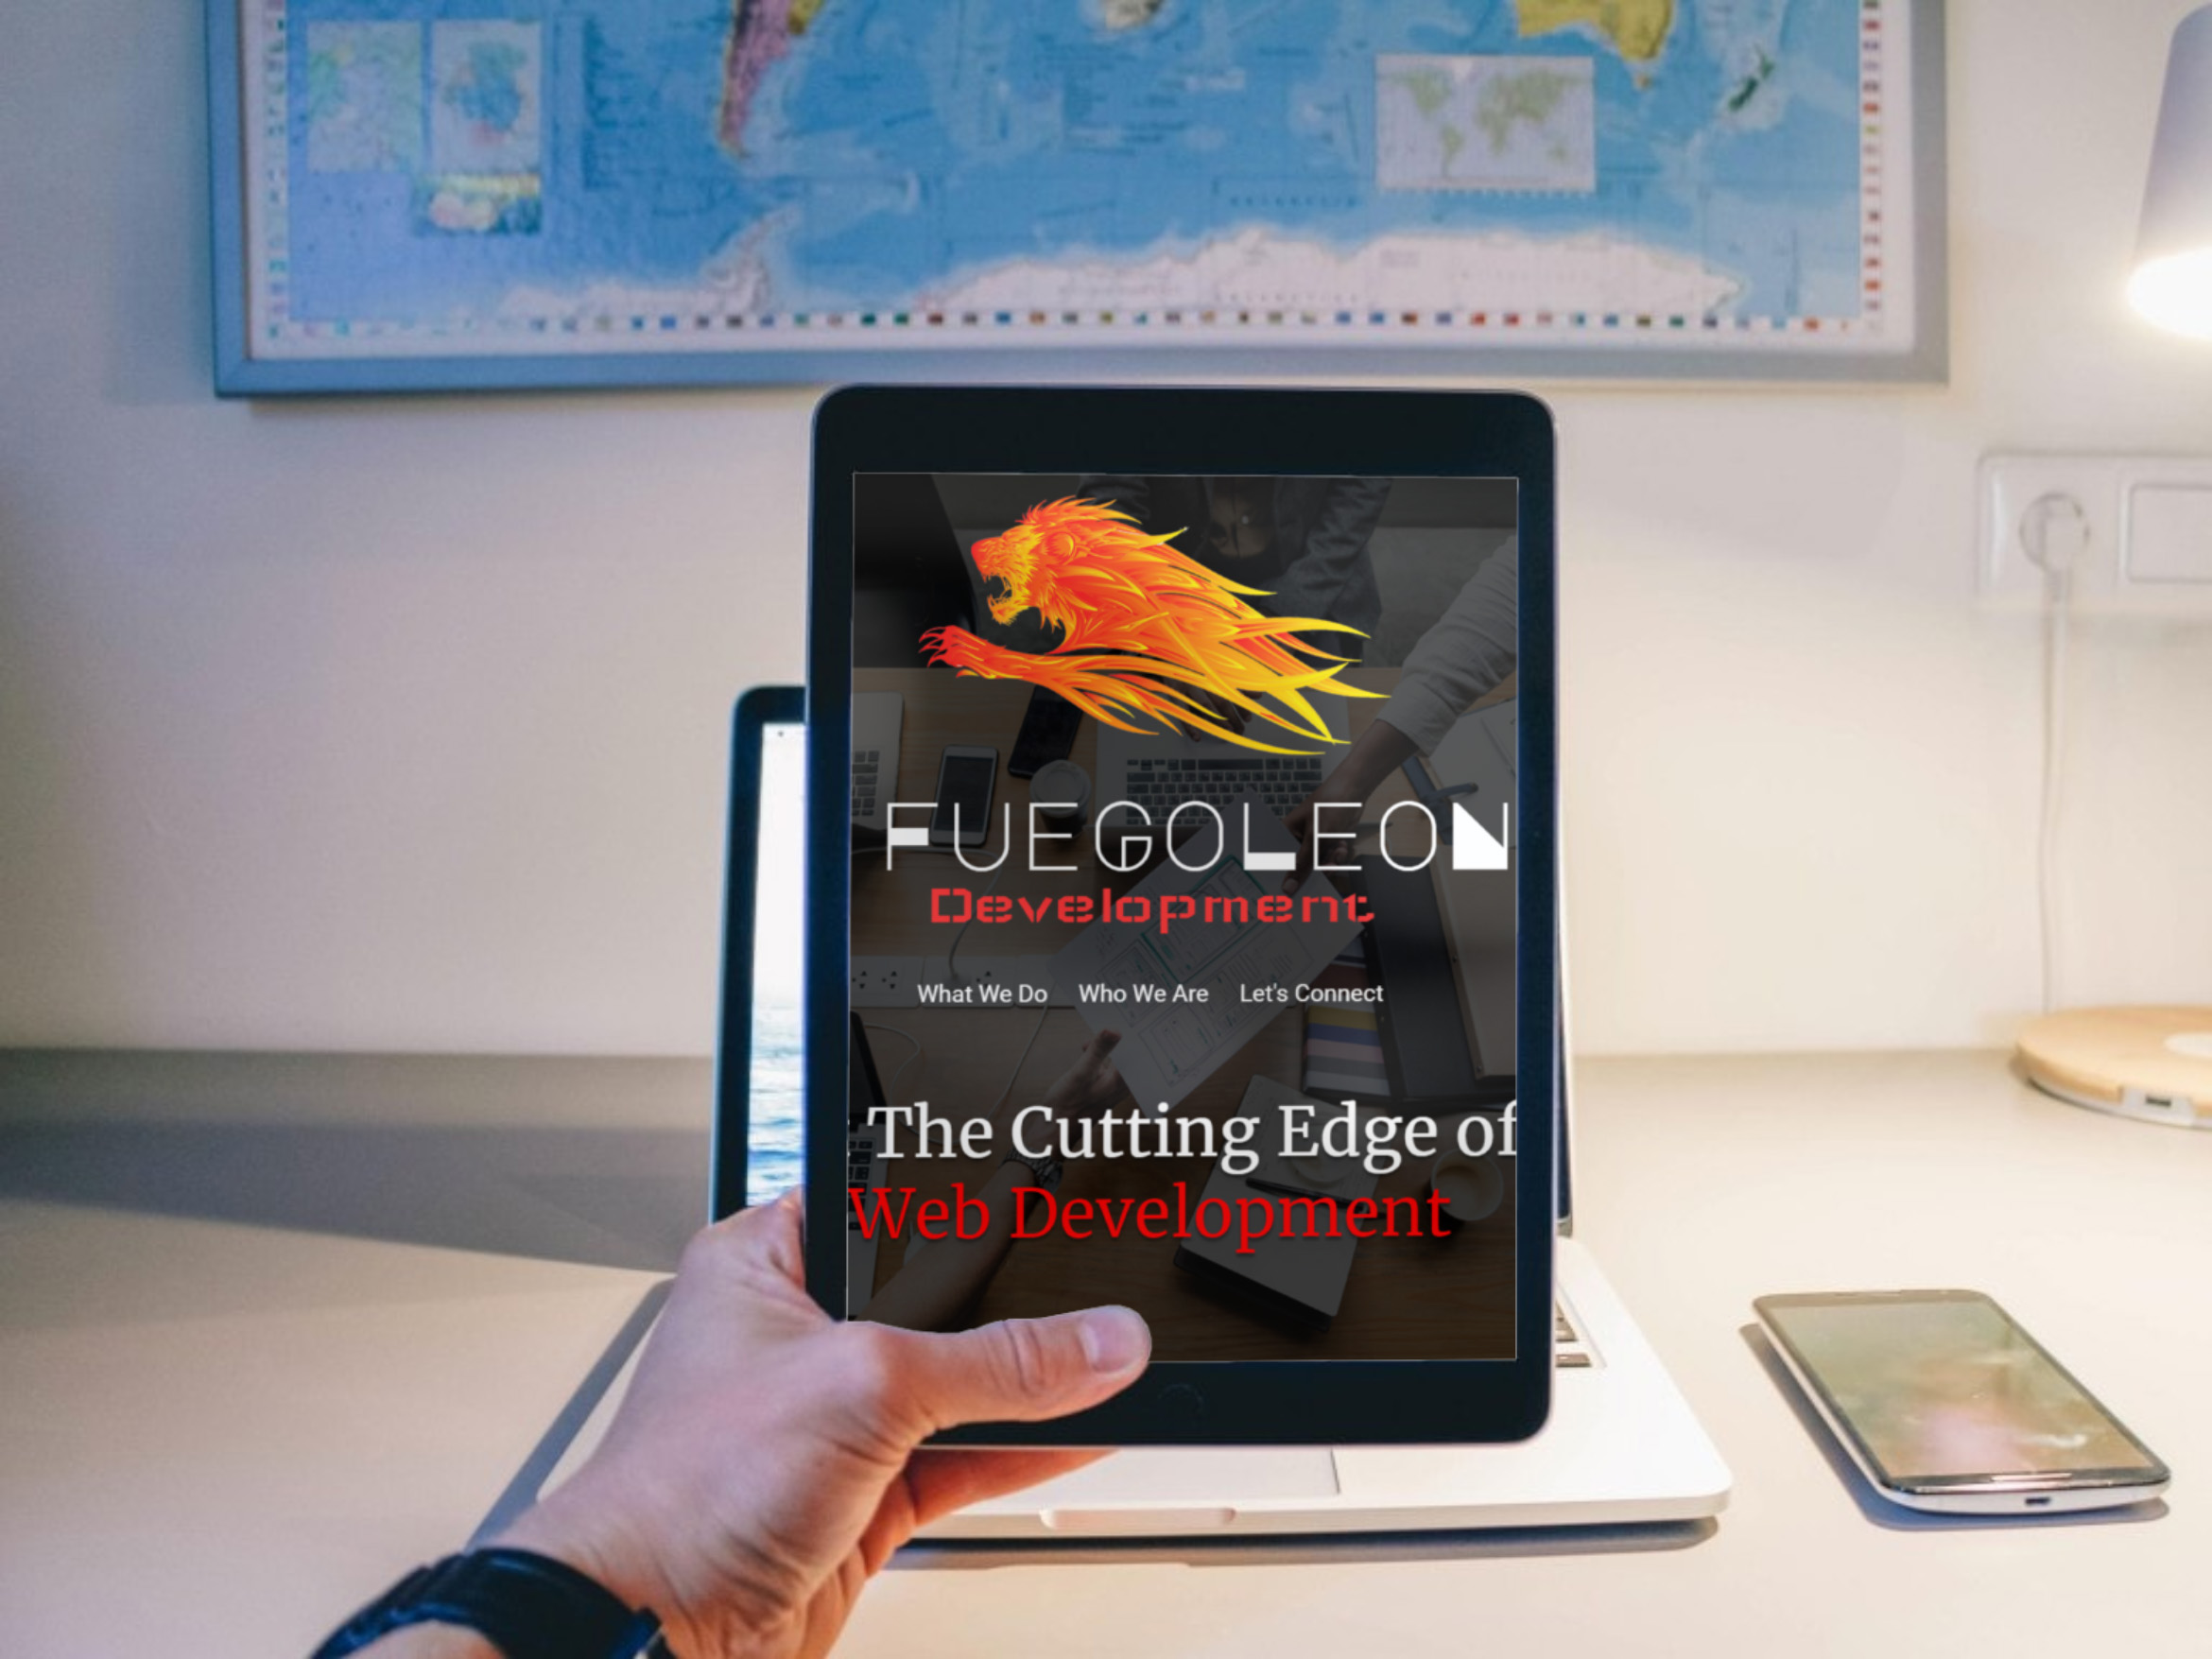 FUEGOLEON
Development
What We Do Who We Are Let's Connect
The Cutting Edge of
Web Development